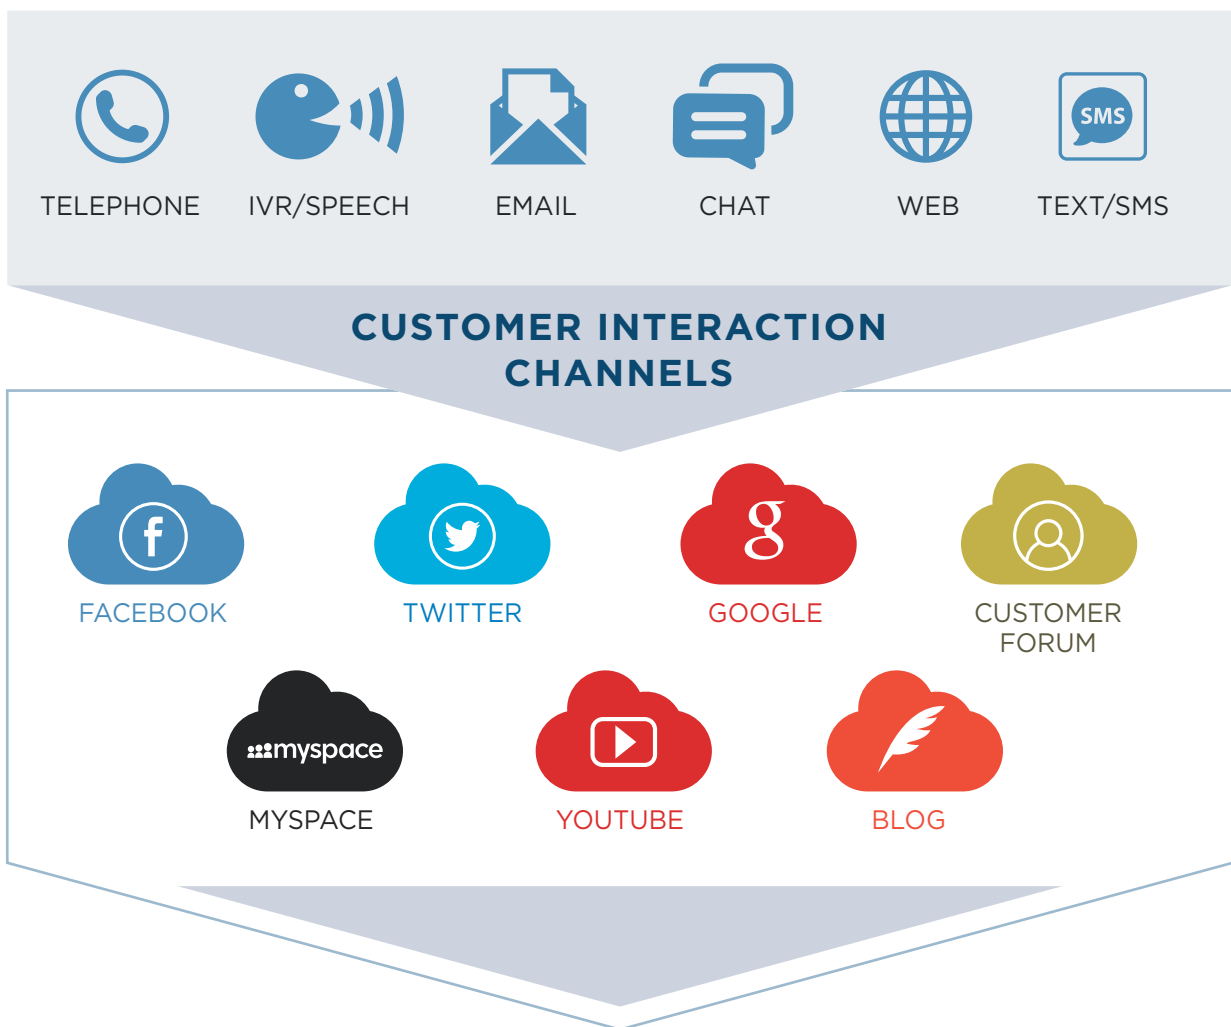 SMS
TELEPHONE IVR/SPEECH EMAIL CHAT WEB TEXT/SMS
CUSTOMER INTERACTION
CHANNELS
f
g
FACEBOOK TWITTER GOOGLE CUSTOMER
FORUM
myspace
MYSPACE YOUTUBE BLOG